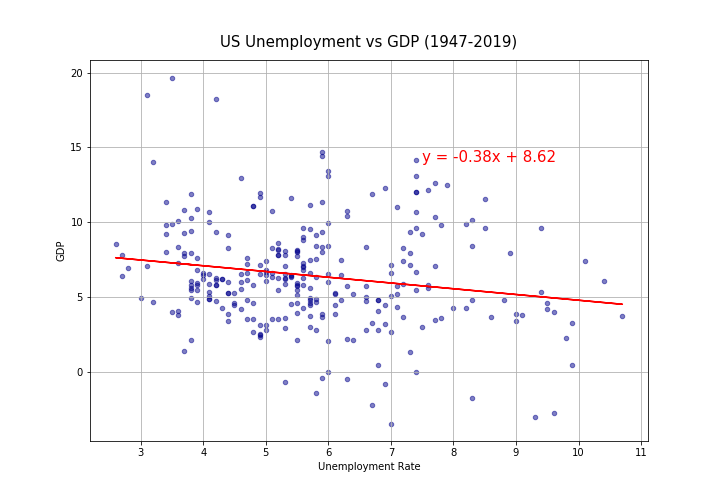 US Unemployment vs GDP (1947-2019)
20
15
y = -0.38x + 8.62
10
GDP
5
0
3 4 5 6 7 8 9 10 11
Unemployment Rate